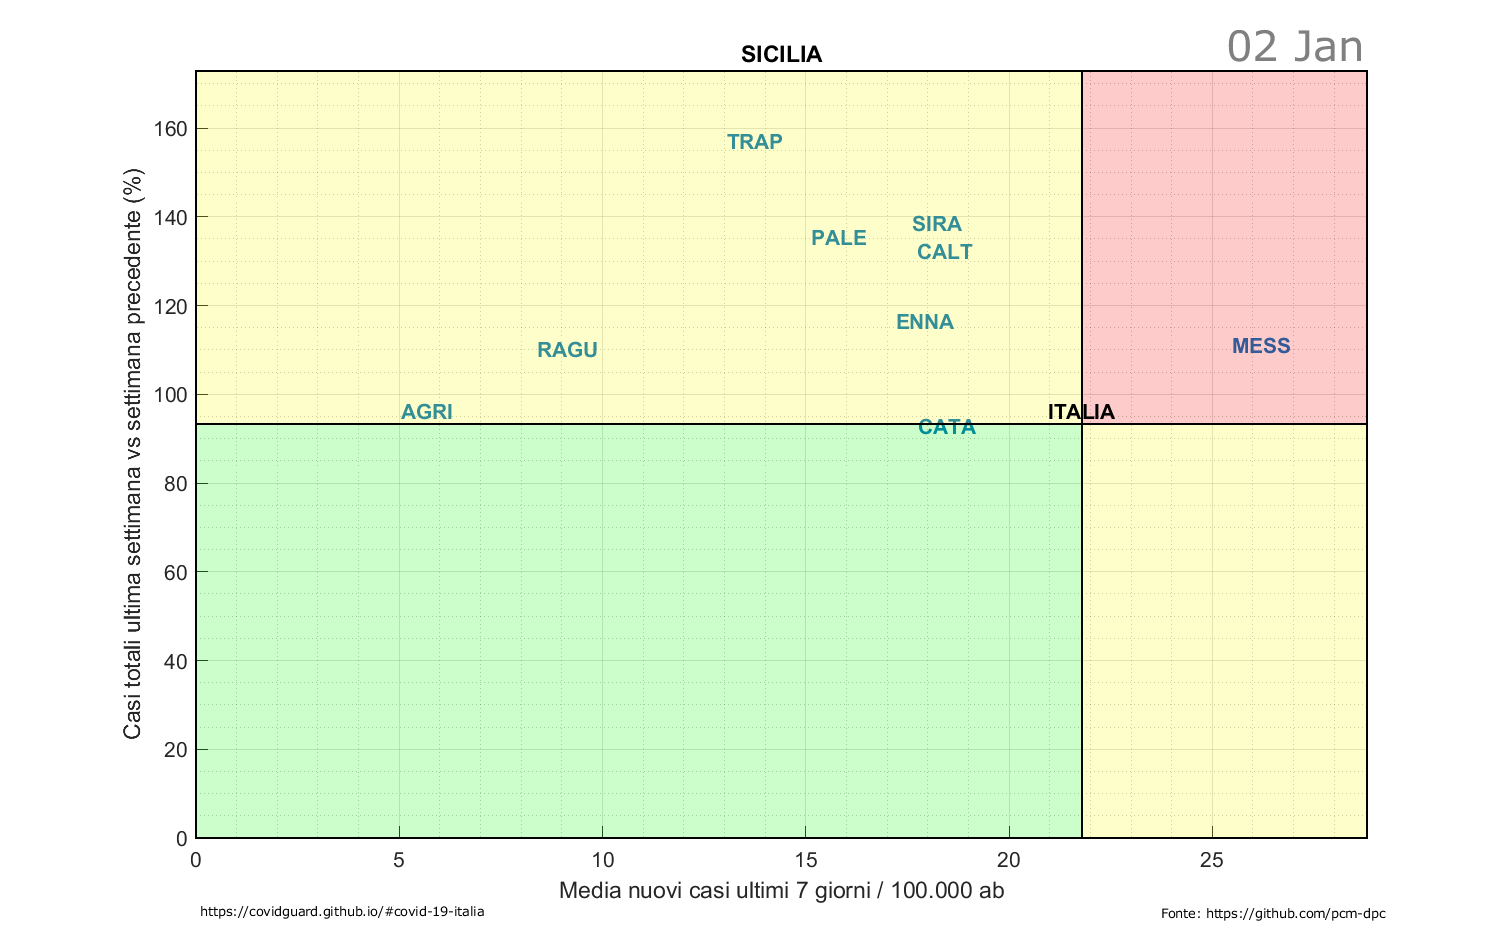 SICILIA
02 Jan
Casi totali ultima settimana vs settimana precedente (%)
160
140
120
100
80
60
40
20
0
TRAP
SIRA
PALE
CALT
ENNA
RAGU
MESS
AGRI
ITALIA
CATA
0
5
10
15
20
25
Media nuovi casi ultimi 7 giorni / 100.000 ab
https://covidguard.github.io/#covid-19-italia
Fonte: https://github.com/pcm-dpc